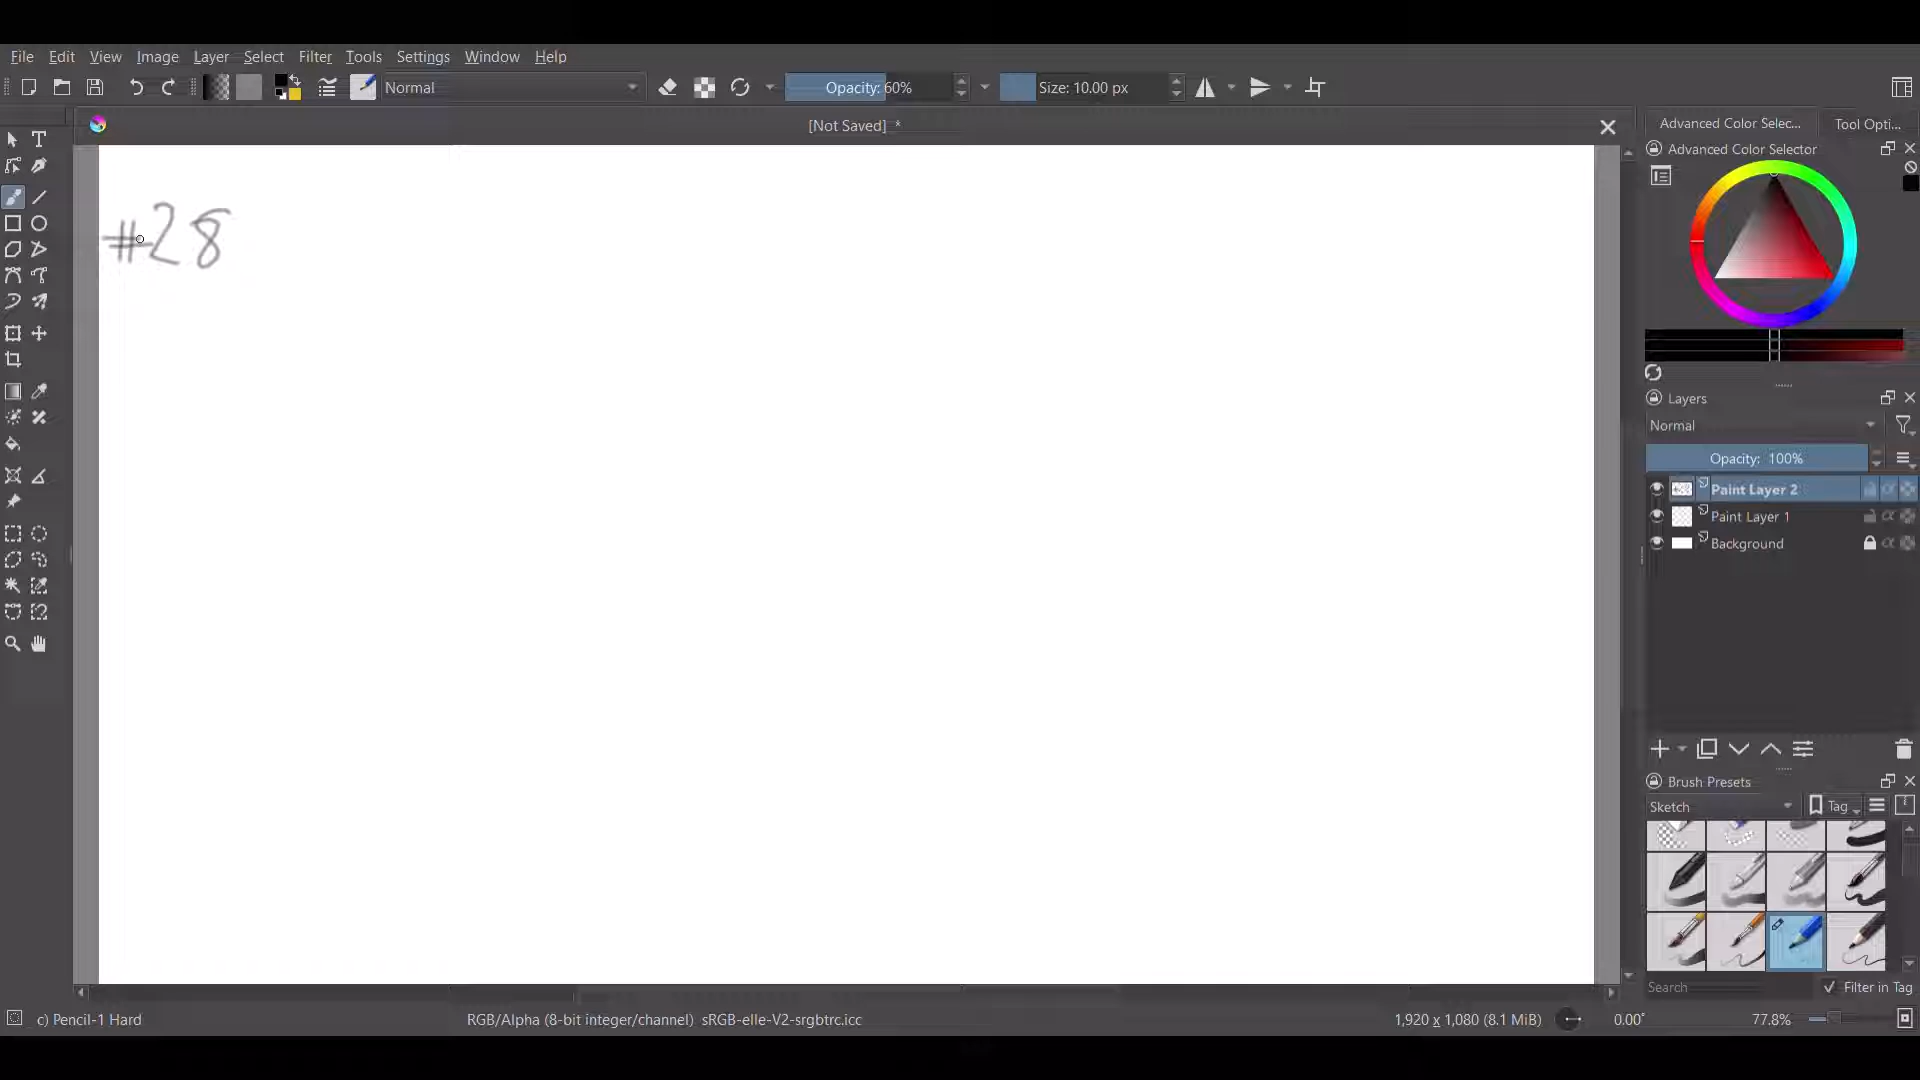 File Edit View Image Layer Select Filter Tools Settings Window Help
Normal Opacity: 60% Size: 10.00 px
[Not Saved] *
#28
Advanced Color Selec... Tool Opti...
Advanced Color Selector
Layers
Normal
Opacity: 100%
Paint Layer 2
Paint Layer 1
Background
Brush Presets
Sketch Tag
Search Filter in Tag
c) Pencil-1 Hard RGB/Alpha (8-bit integer/channel) sRGB-elle-V2-srgbtrc.icc 1,920 x 1,080 (8.1 MiB) 0.00° 77.8%